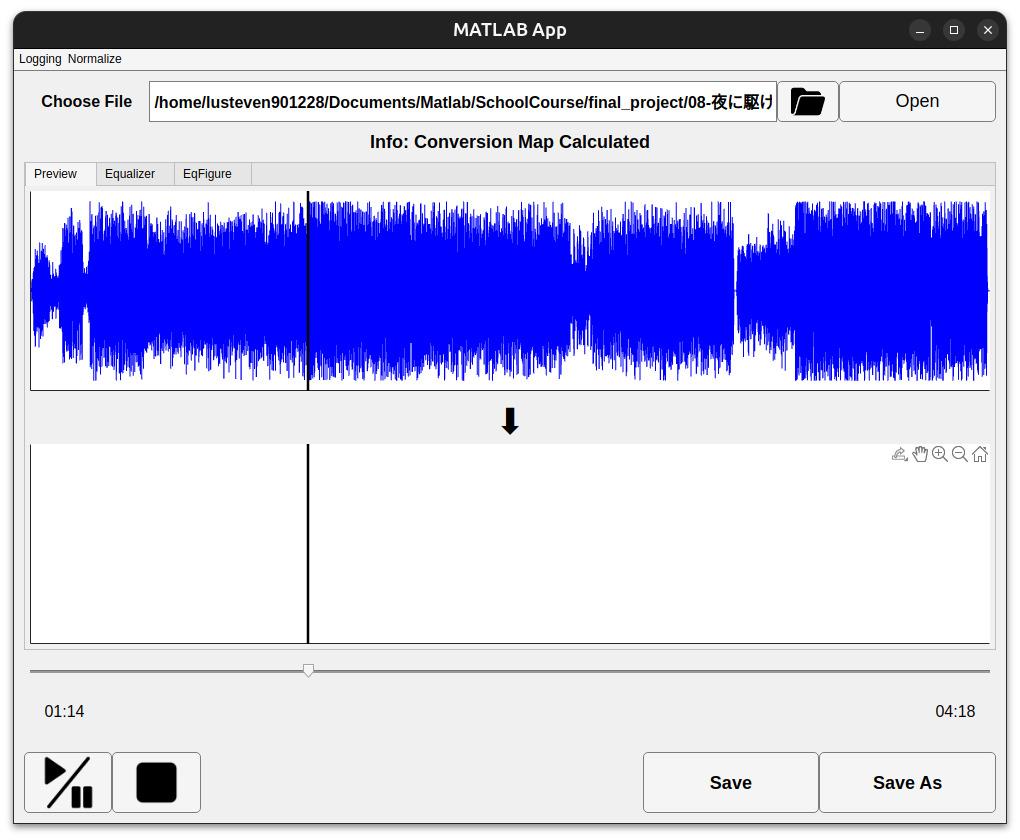 MATLAB App
Logging Normalize
Choose File /home/lusteven901228/Documents/Matlab/SchoolCourse/final_project/08-夜に駆け Open
Info: Conversion Map Calculated
Preview Equalizer EqFigure
01:14 04:18
Save Save As